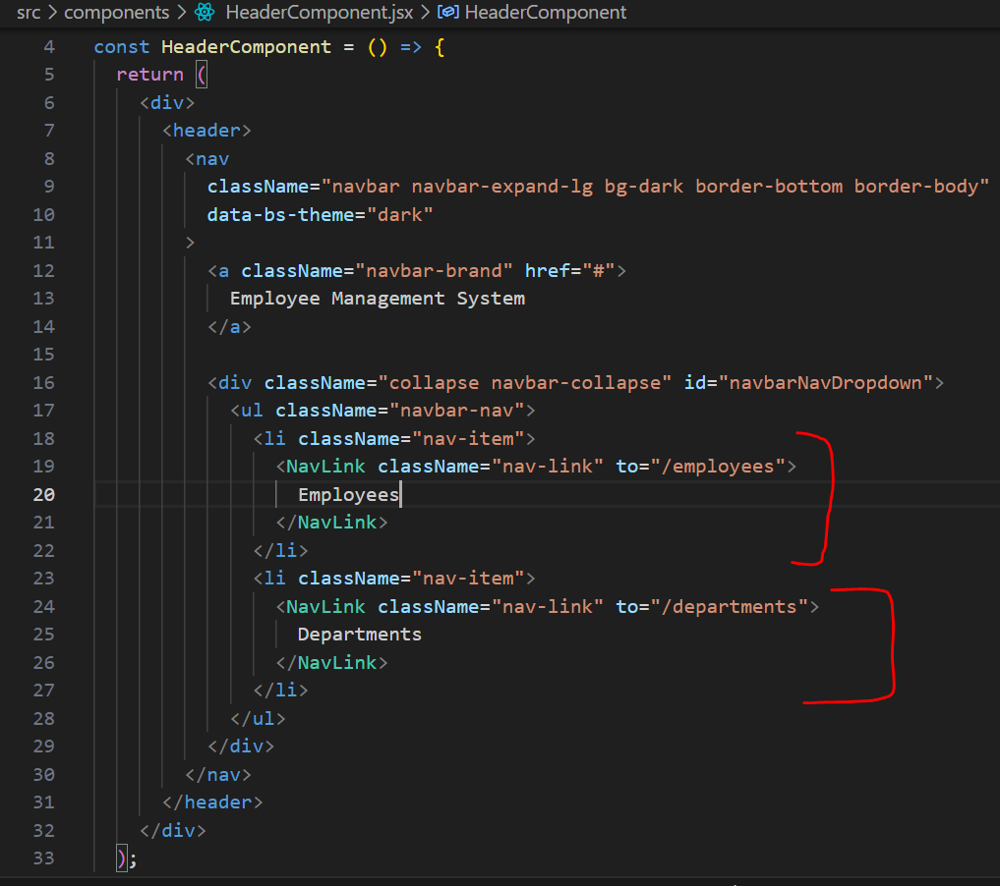 src > components > HeaderComponent.jsx > HeaderComponent
4 const HeaderComponent = () => {
5 return (
6 <div>
7 <header>
8 <nav
9 className="navbar navbar-expand-lg bg-dark border-bottom border-body"
10 data-bs-theme="dark"
11 >
12 <a className="navbar-brand" href="#">
13 Employee Management System
14 </a>
15
16 <div className="collapse navbar-collapse" id="navbarNavDropdown">
17 <ul className="navbar-nav">
18 <li className="nav-item">
19 <NavLink className="nav-link" to="/employees">
20 Employees
21 </NavLink>
22 </li>
23 <li className="nav-item">
24 <NavLink className="nav-link" to="/departments">
25 Departments
26 </NavLink>
27 </li>
28 </ul>
29 </div>
30 </nav>
31 </header>
32 </div>
33 );